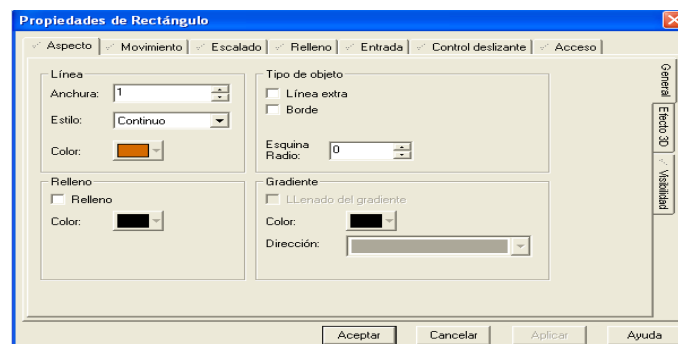 Propiedades de Rectángulo
Aspecto Movimiento Escalado Relleno Entrada Control deslizante Acceso
Línea
Anchura: 1
Estilo: Continuo
Color:
Tipo de objeto
Línea extra
Borde
Esquina
Radio: 0
Relleno
Relleno
Color:
Gradiente
LLenado del gradiente
Color:
Dirección:
General
Efecto 3D
Visibilidad
Aceptar Cancelar Aplicar Ayuda